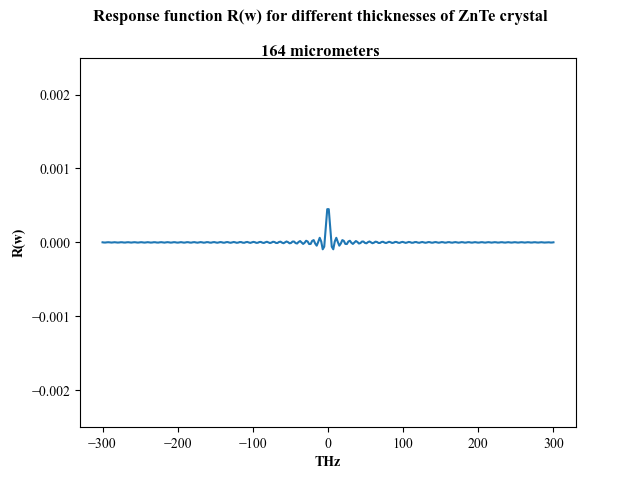 Response function R(w) for different thicknesses of ZnTe crystal
164 micrometers
0.002
0.001
0.000
−0.001
−0.002
R(w)
−300 −200 −100 0 100 200 300
THz